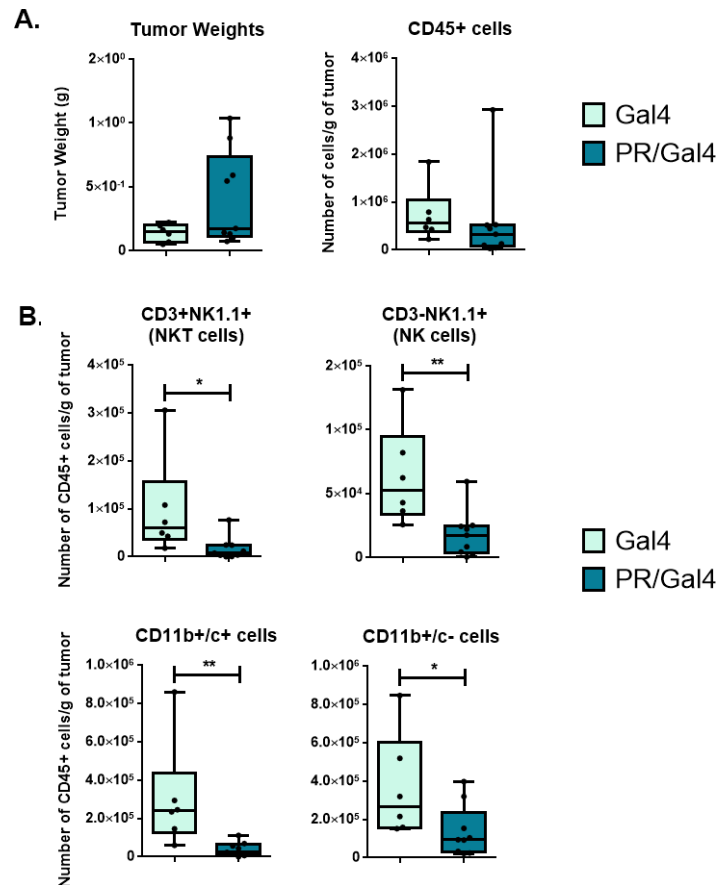 A.
Tumor Weights
CD45+ cells
Tumor Weight (g)
2×10⁰
1×10⁰
5×10⁻¹
0
Number of cells/g of tumor
4×10⁶
3×10⁶
2×10⁶
1×10⁶
0
Gal4
PR/Gal4
B.
CD3+NK1.1+
(NKT cells)
CD3-NK1.1+
(NK cells)
Number of CD45+ cells/g of tumor
4×10⁵
3×10⁵
2×10⁵
1×10⁵
0
*
2×10⁵
1×10⁵
5×10⁴
0
**
Gal4
PR/Gal4
CD11b+/c+ cells
CD11b+/c- cells
Number of CD45+ cells/g of tumor
1.0×10⁶
8.0×10⁵
6.0×10⁵
4.0×10⁵
2.0×10⁵
0
**
1.0×10⁶
8.0×10⁵
6.0×10⁵
4.0×10⁵
2.0×10⁵
0
*